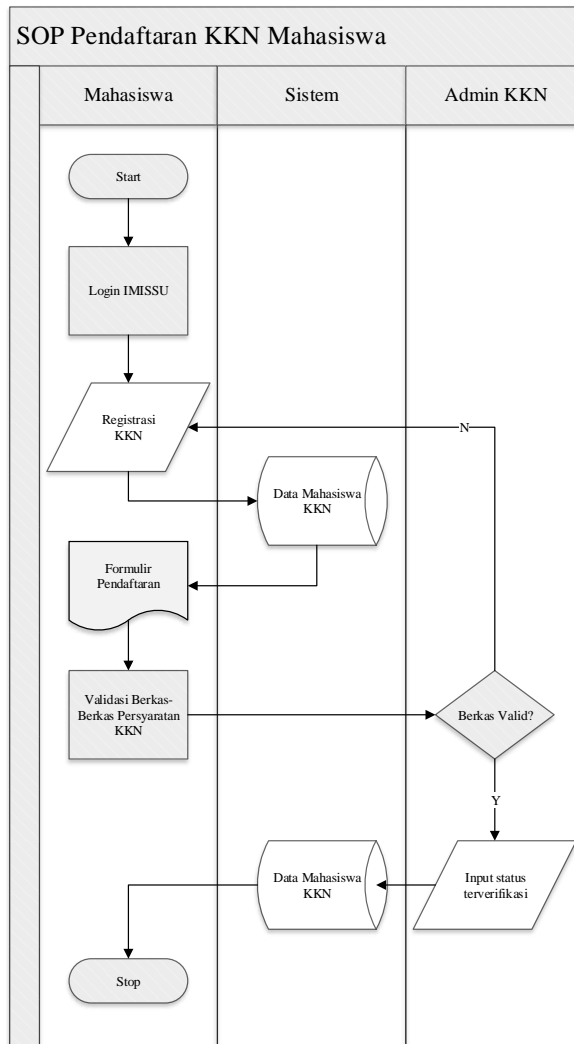 SOP Pendaftaran KKN Mahasiswa
Mahasiswa
Sistem
Admin KKN
Start
Login IMISSU
Registrasi
KKN
N
Data Mahasiswa
KKN
Formulir
Pendaftaran
Validasi Berkas-
Berkas Persyaratan
KKN
Berkas Valid?
Y
Data Mahasiswa
KKN
Input status
terverifikasi
Stop